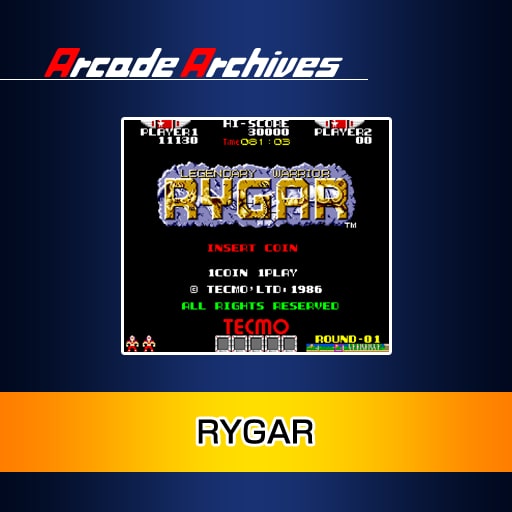 Arcade Archives
PLAYER1 HI-SCORE PLAYER2
11130 30000 00
TIME 081:03
LEGENDARY WARRIOR
RYGAR
TM
INSERT COIN
1COIN 1PLAY
© TECMO,LTD. 1986
ALL RIGHTS RESERVED
TECMO
ROUND-01
RYGAR